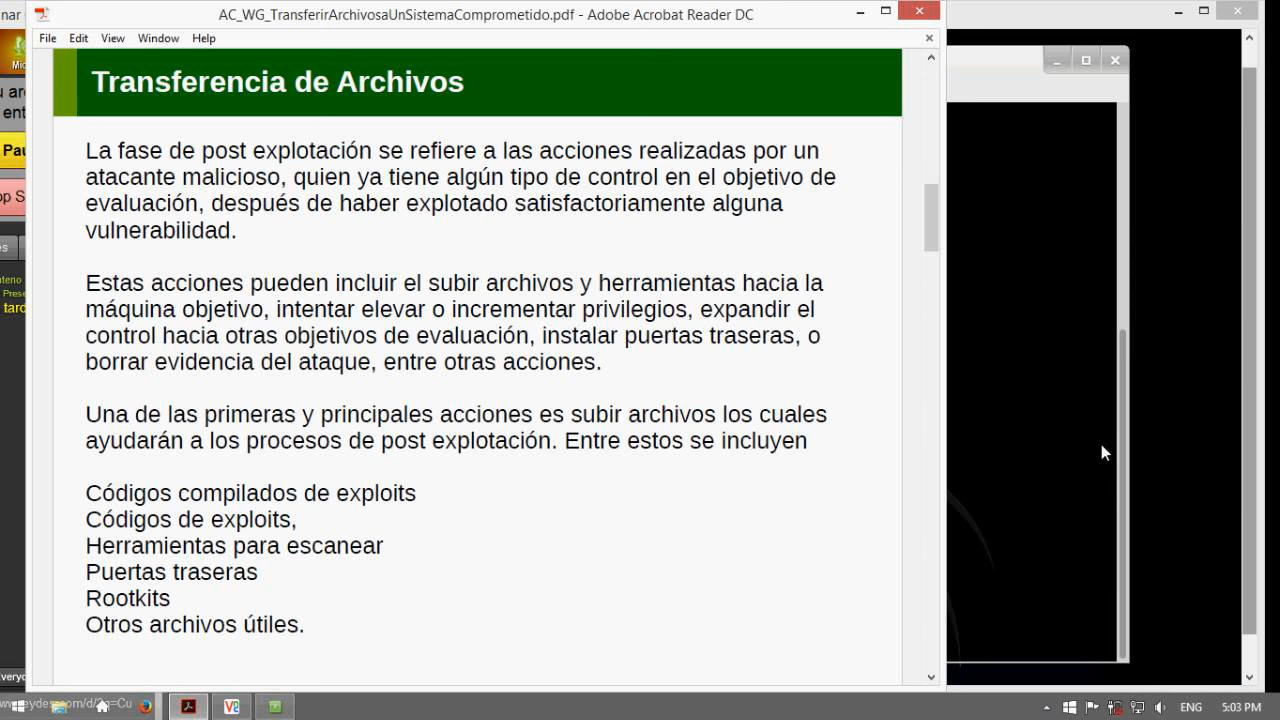 AC_WG_TransferirArchivosaUnSistemaComprometido.pdf - Adobe Acrobat Reader DC
File Edit View Window Help
Transferencia de Archivos
La fase de post explotación se refiere a las acciones realizadas por un
atacante malicioso, quien ya tiene algún tipo de control en el objetivo de
evaluación, después de haber explotado satisfactoriamente alguna
vulnerabilidad.
Estas acciones pueden incluir el subir archivos y herramientas hacia la
máquina objetivo, intentar elevar o incrementar privilegios, expandir el
control hacia otras objetivos de evaluación, instalar puertas traseras, o
borrar evidencia del ataque, entre otras acciones.
Una de las primeras y principales acciones es subir archivos los cuales
ayudarán a los procesos de post explotación. Entre estos se incluyen
Códigos compilados de exploits
Códigos de exploits,
Herramientas para escanear
Puertas traseras
Rootkits
Otros archivos útiles.
ENG 5:03 PM